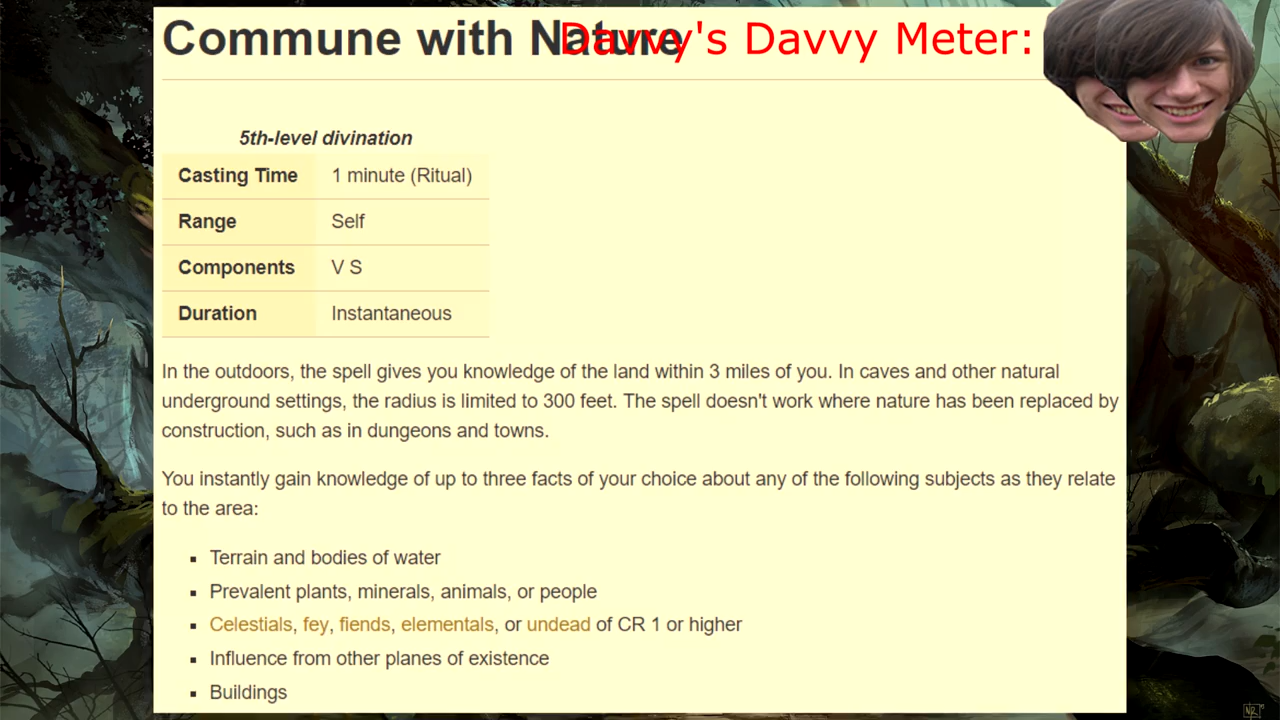 Commune with Nature
Davvy's Davvy Meter:
5th-level divination
Casting Time 1 minute (Ritual)
Range Self
Components V S
Duration Instantaneous
In the outdoors, the spell gives you knowledge of the land within 3 miles of you. In caves and other natural
underground settings, the radius is limited to 300 feet. The spell doesn't work where nature has been replaced by
construction, such as in dungeons and towns.
You instantly gain knowledge of up to three facts of your choice about any of the following subjects as they relate
to the area:
▪ Terrain and bodies of water
▪ Prevalent plants, minerals, animals, or people
▪ Celestials, fey, fiends, elementals, or undead of CR 1 or higher
▪ Influence from other planes of existence
▪ Buildings